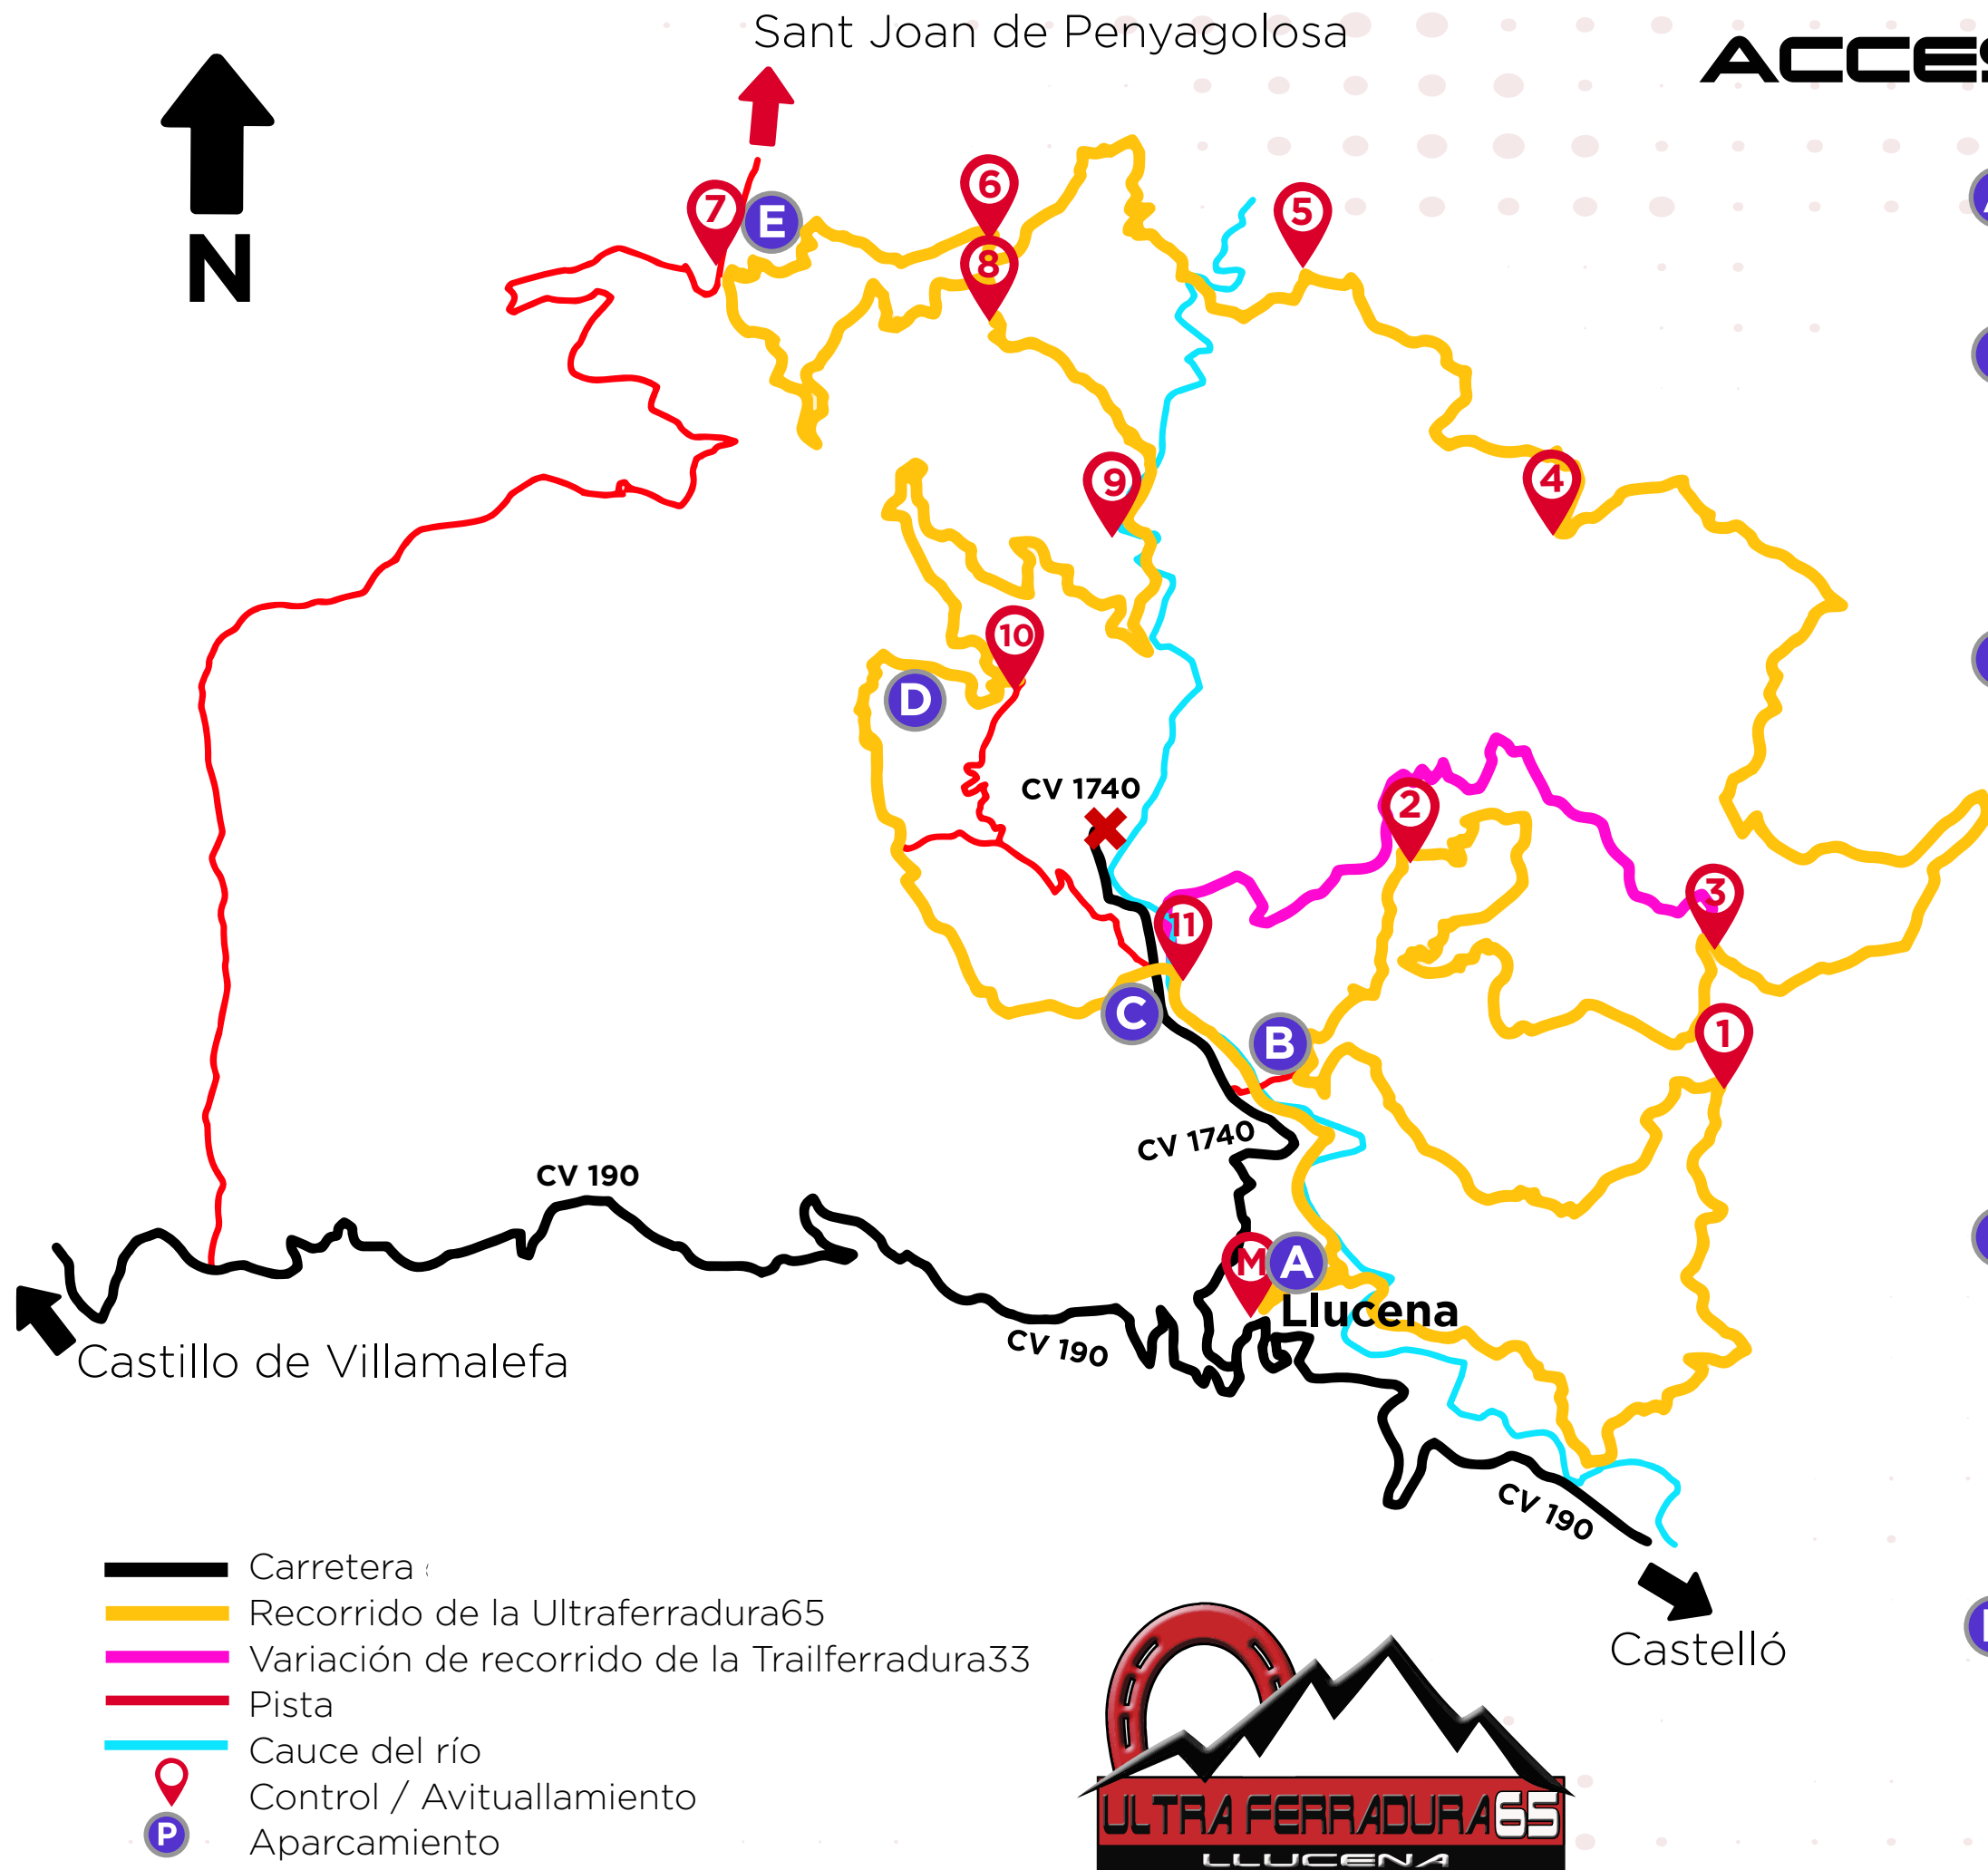 Sant Joan de Penyagolosa
N
7
E
6
8
5
9
4
10
D
CV 1740
2
3
11
C
B
1
CV 1740
CV 190
M
A
Llucena
CV 190
Castillo de Villamalefa
CV 190
Castelló
Carretera
Recorrido de la Ultraferradura65
Variación de recorrido de la Trailferradura33
Pista
Cauce del río
Control / Avituallamiento
P
Aparcamiento
ULTRA FERRADURA65
LLUCENA